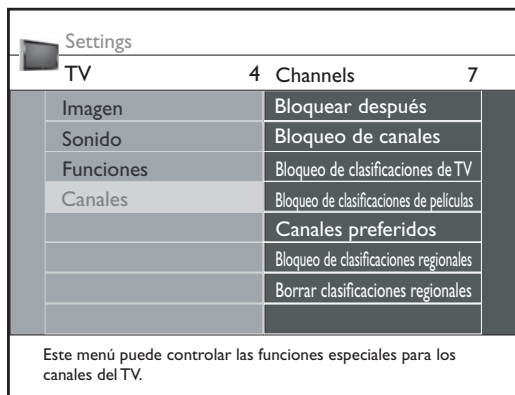 Settings
TV 4 Channels 7
Imagen Bloquear después
Sonido Bloqueo de canales
Funciones Bloqueo de clasificaciones de TV
Canales Bloqueo de clasificaciones de películas
Canales preferidos
Bloqueo de clasificaciones regionales
Borrar clasificaciones regionales
Este menú puede controlar las funciones especiales para los
canales del TV.